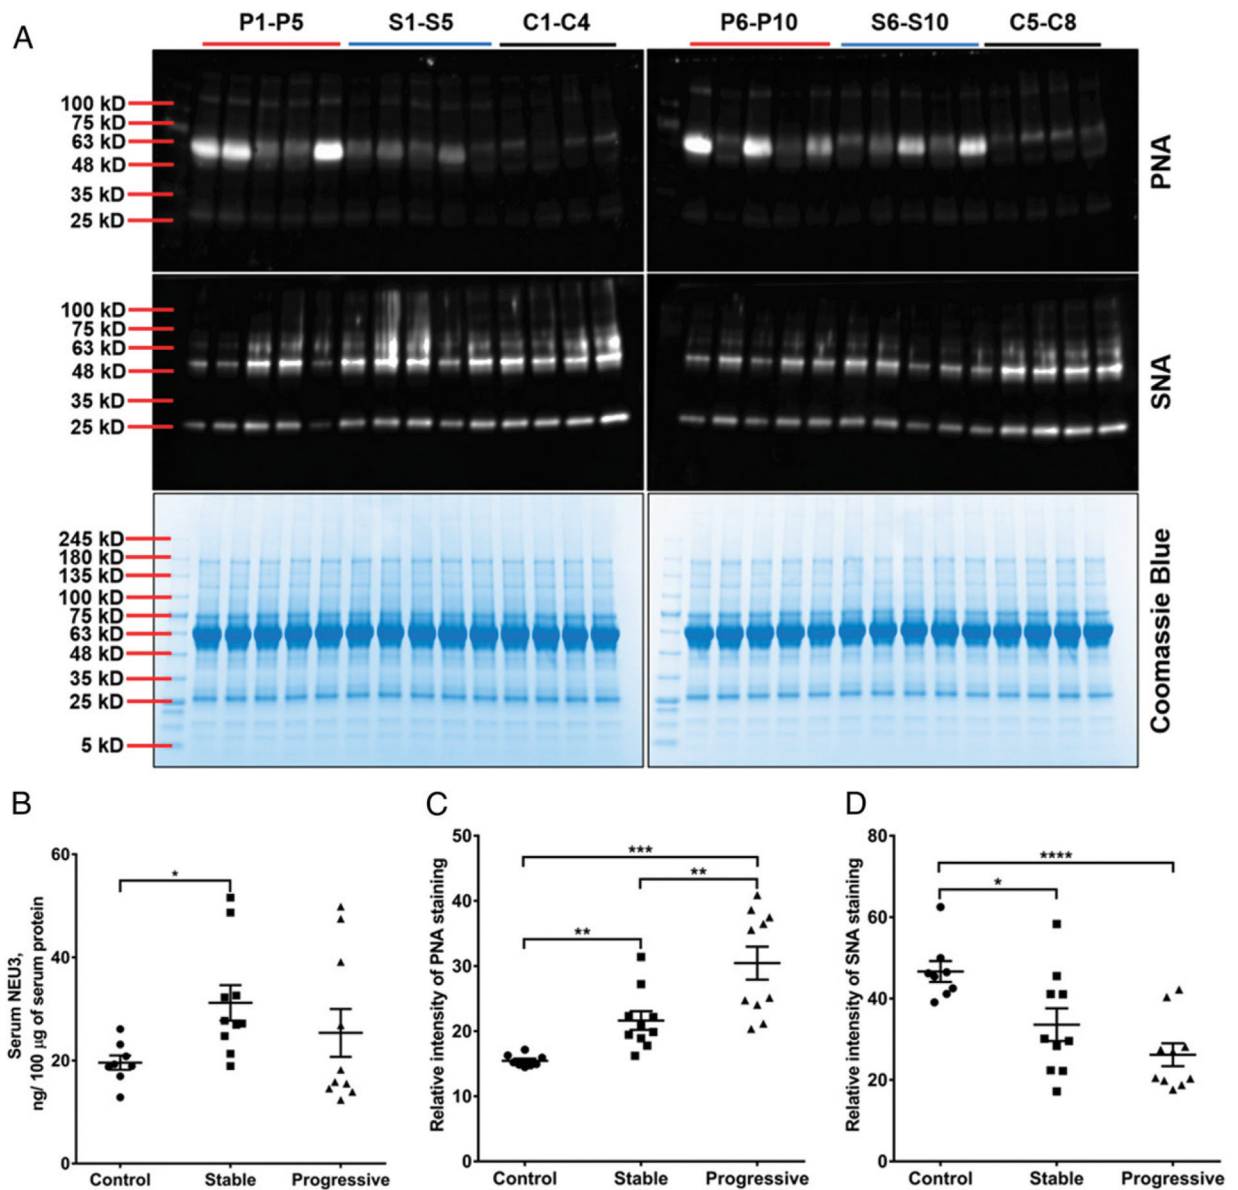 A
P1-P5 S1-S5 C1-C4 P6-P10 S6-S10 C5-C8
100 kD
75 kD
63 kD
48 kD
35 kD
25 kD
PNA
100 kD
75 kD
63 kD
48 kD
35 kD
25 kD
SNA
245 kD
180 kD
135 kD
100 kD
75 kD
63 kD
48 kD
35 kD
25 kD
5 kD
Coomassie Blue
B
Serum NEU3,
ng/ 100 µg of serum protein
60
40
20
0
*
Control Stable Progressive
C
Relative intensity of PNA staining
50
40
30
20
10
0
***
**
**
Control Stable Progressive
D
Relative intensity of SNA staining
80
60
40
20
0
****
*
Control Stable Progressive